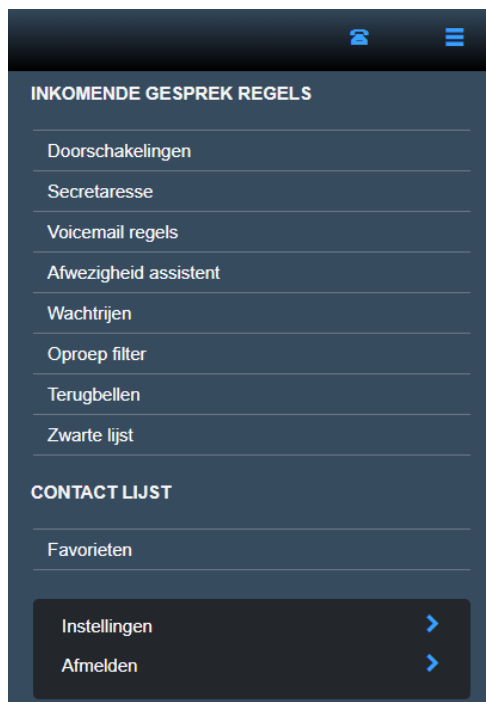 INKOMENDE GESPREK REGELS
Doorschakelingen
Secretaresse
Voicemail regels
Afwezigheid assistent
Wachtrijen
Oproep filter
Terugbellen
Zwarte lijst
CONTACT LIJST
Favorieten
Instellingen
Afmelden